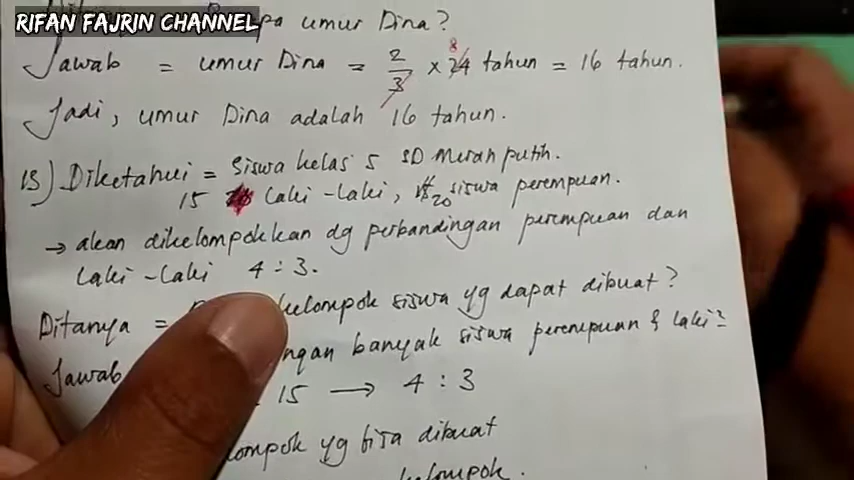 RIFAN FAJRIN CHANNEL
umur Dina?
Jawab = umur Dina = 2/3 x 24 8 tahun = 16 tahun.
Jadi, umur Dina adalah 16 tahun.
15) Diketahui = Siswa kelas 5 SD Merah putih.
15 laki-laki, 20 siswa perempuan.
→ akan dikelompokkan dg perbandingan perempuan dan
laki-laki 4 : 3.
Ditanya = kelompok siswa yg dapat dibuat?
Jawab ngan banyak siswa perempuan & laki²
15 → 4 : 3
lompok yg bisa dibuat
kelompok.